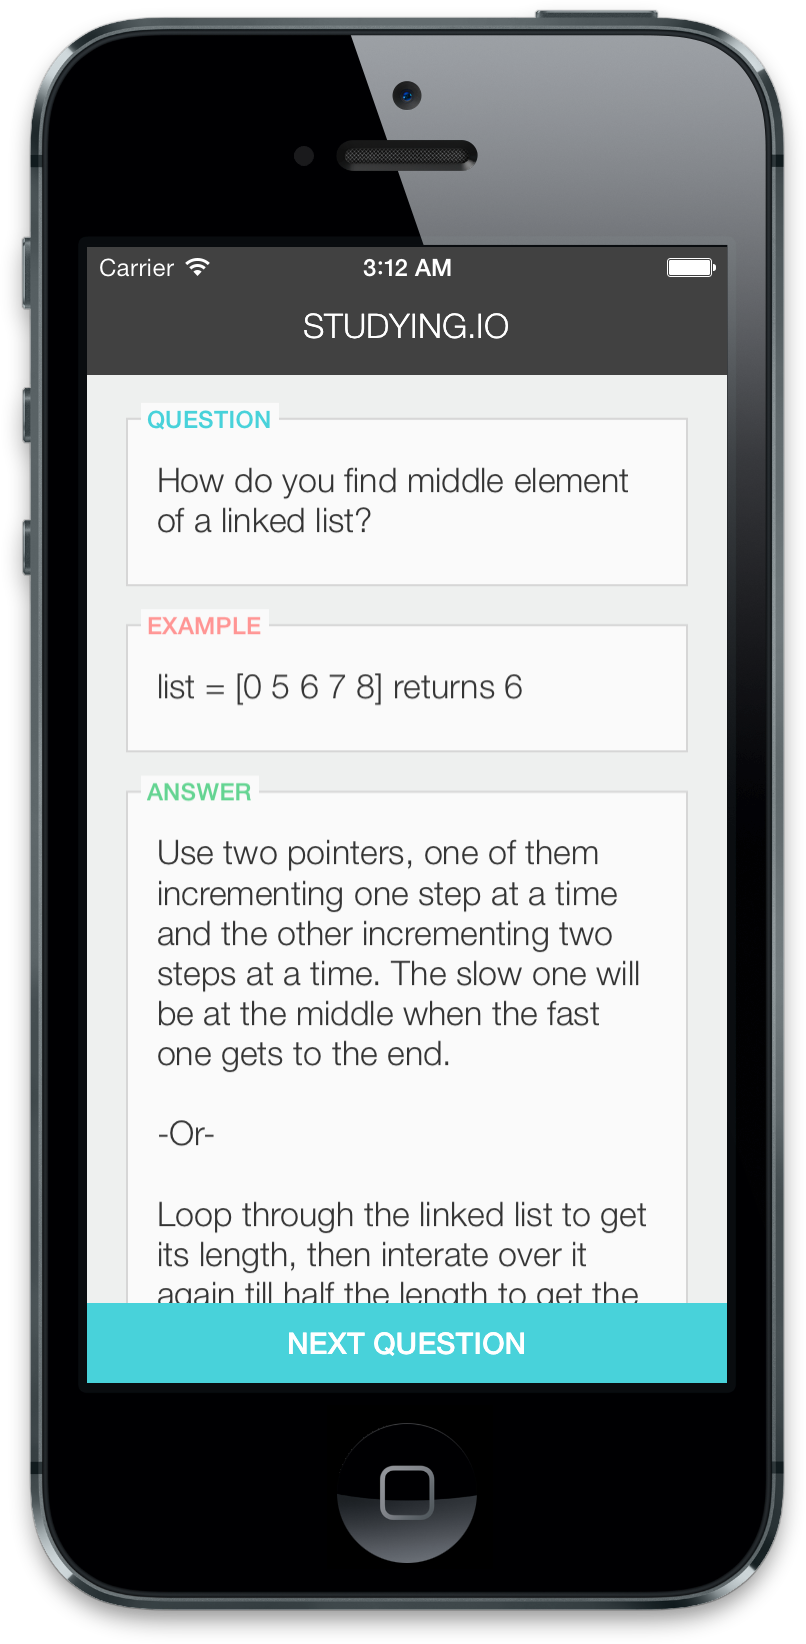 Carrier 3:12 AM
STUDYING.IO
QUESTION
How do you find middle element
of a linked list?
EXAMPLE
list = [0 5 6 7 8] returns 6
ANSWER
Use two pointers, one of them
incrementing one step at a time
and the other incrementing two
steps at a time. The slow one will
be at the middle when the fast
one gets to the end.
-Or-
Loop through the linked list to get
its length, then interate over it
again till half the length to get the
NEXT QUESTION